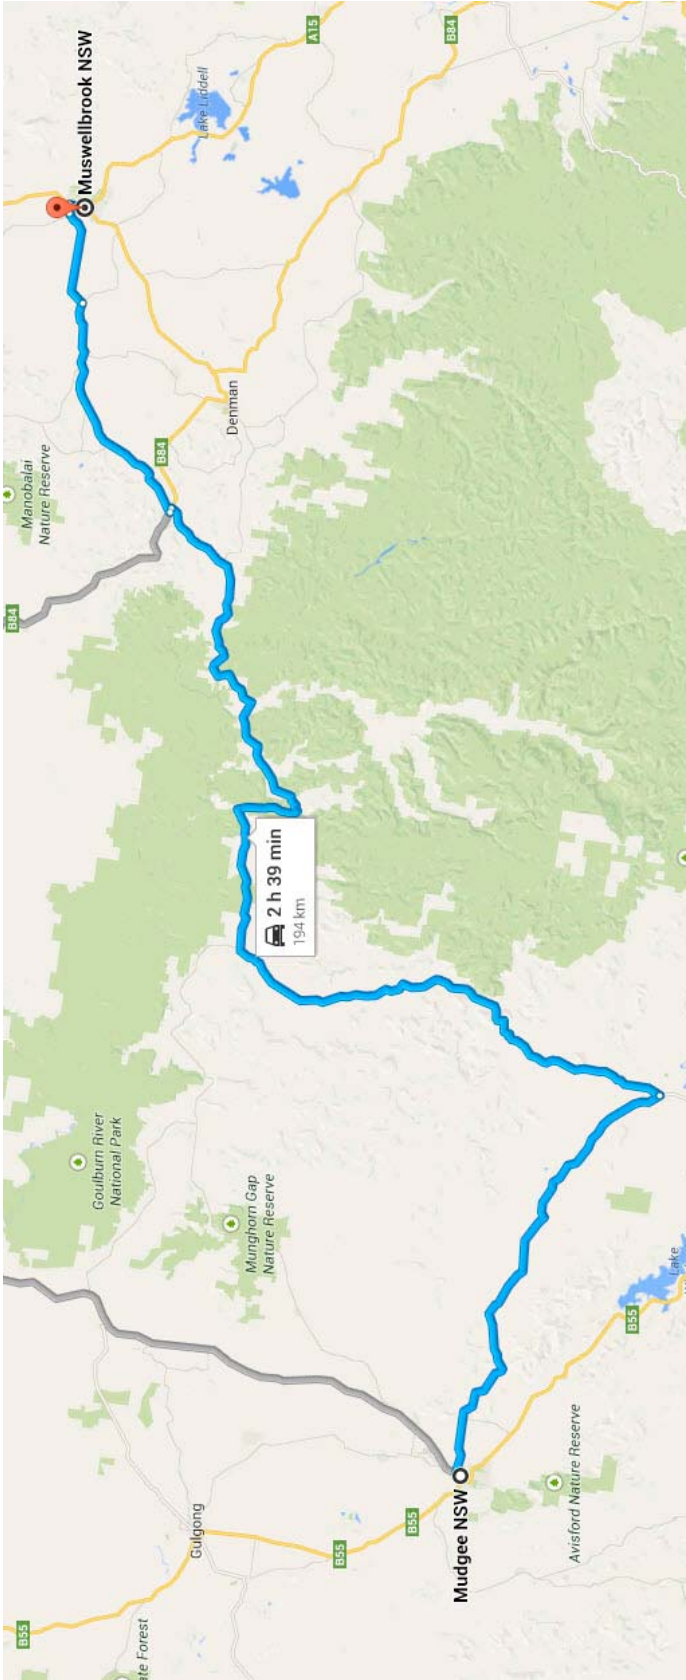 B55
ate Forest
Gulgong
B55
B55
Mudgee NSW
Avisford Nature Reserve
Goulburn River
National Park
Munghorn Gap
Nature Reserve
B55
Lake
2 h 39 min
194 km
B84
Manobalai
Nature Reserve
B84
Denman
Muswellbrook NSW
Lake Liddell
A15
B84